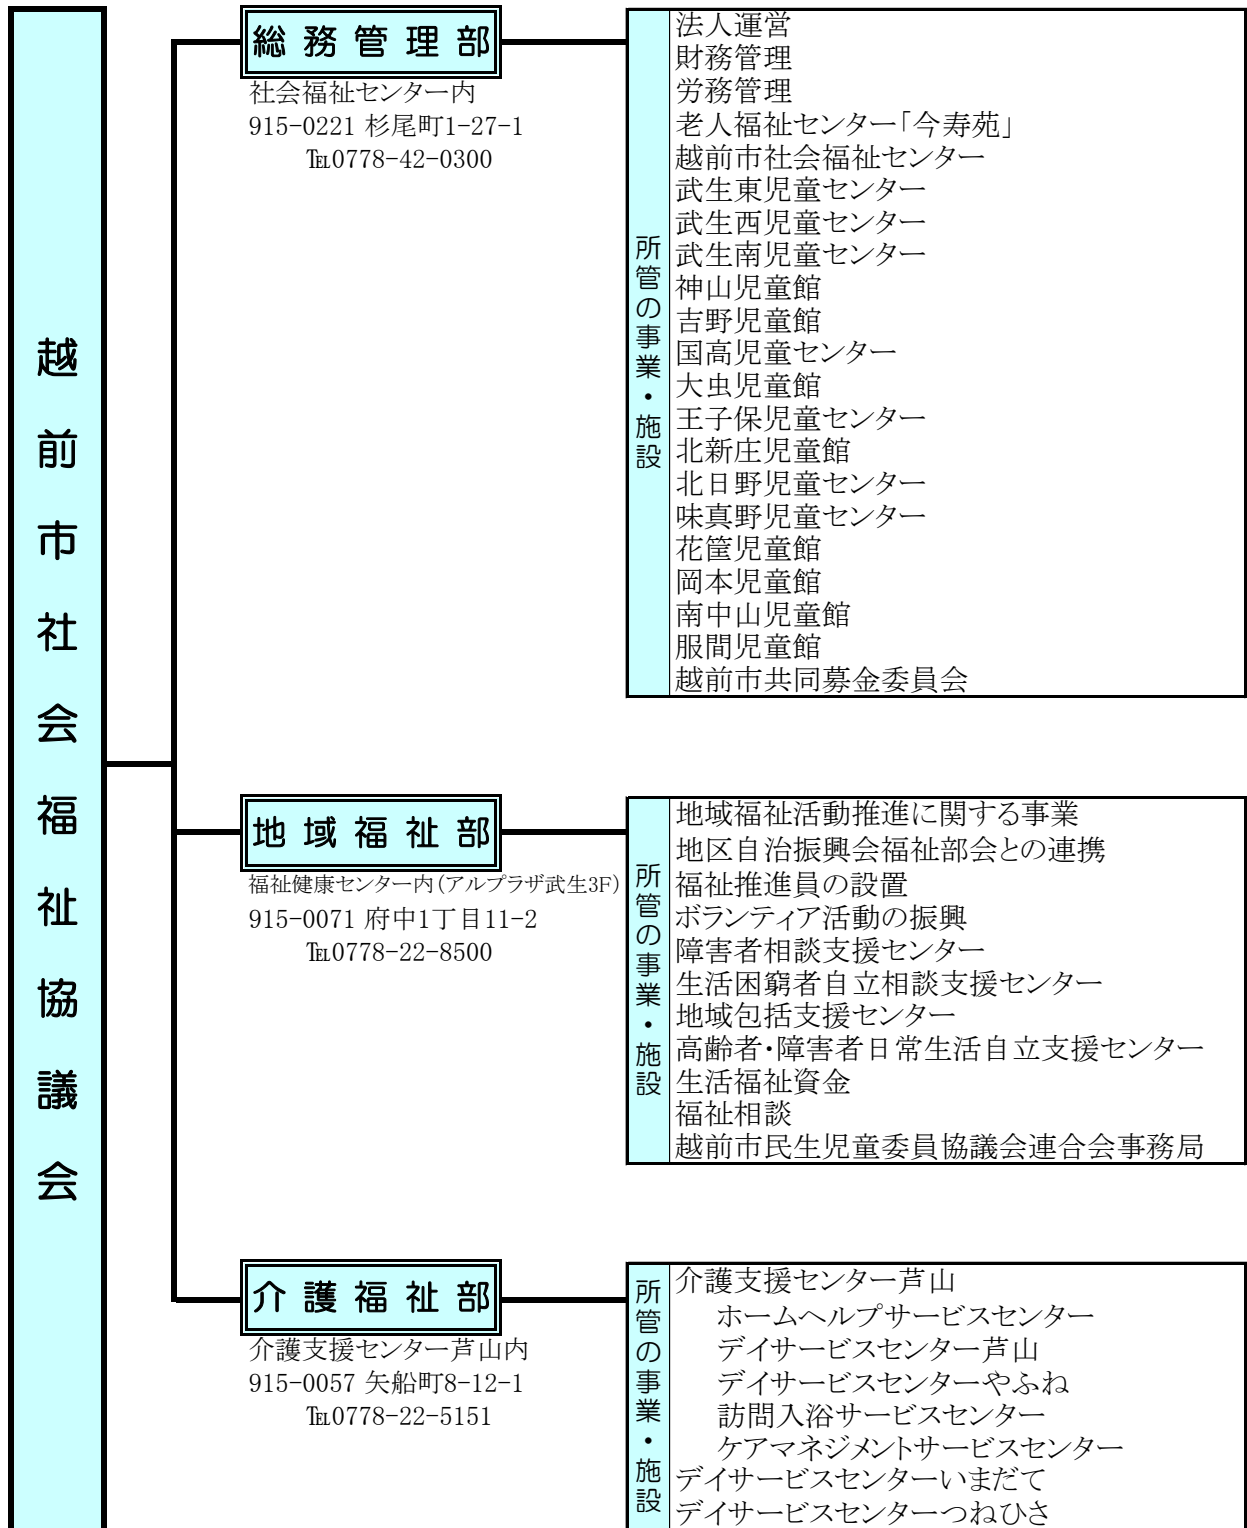 越前市社会福祉協議会
総務管理部
社会福祉センター内
915-0221 杉尾町1-27-1
℡0778-42-0300
所管の事業・施設
法人運営
財務管理
労務管理
老人福祉センター「今寿苑」
越前市社会福祉センター
武生東児童センター
武生西児童センター
武生南児童センター
神山児童館
吉野児童館
国高児童センター
大虫児童館
王子保児童センター
北新庄児童館
北日野児童センター
味真野児童センター
花筐児童館
岡本児童館
南中山児童館
服間児童館
越前市共同募金委員会
地域福祉部
福祉健康センター内(アルプラザ武生3F)
915-0071 府中1丁目11-2
℡0778-22-8500
所管の事業・施設
地域福祉活動推進に関する事業
地区自治振興会福祉部会との連携
福祉推進員の設置
ボランティア活動の振興
障害者相談支援センター
生活困窮者自立相談支援センター
地域包括支援センター
高齢者・障害者日常生活自立支援センター
生活福祉資金
福祉相談
越前市民生児童委員協議会連合会事務局
介護福祉部
介護支援センター芦山内
915-0057 矢船町8-12-1
℡0778-22-5151
所管の事業・施設
介護支援センター芦山
ホームヘルプサービスセンター
デイサービスセンター芦山
デイサービスセンターやふね
訪問入浴サービスセンター
ケアマネジメントサービスセンター
デイサービスセンターいまだて
デイサービスセンターつねひさ